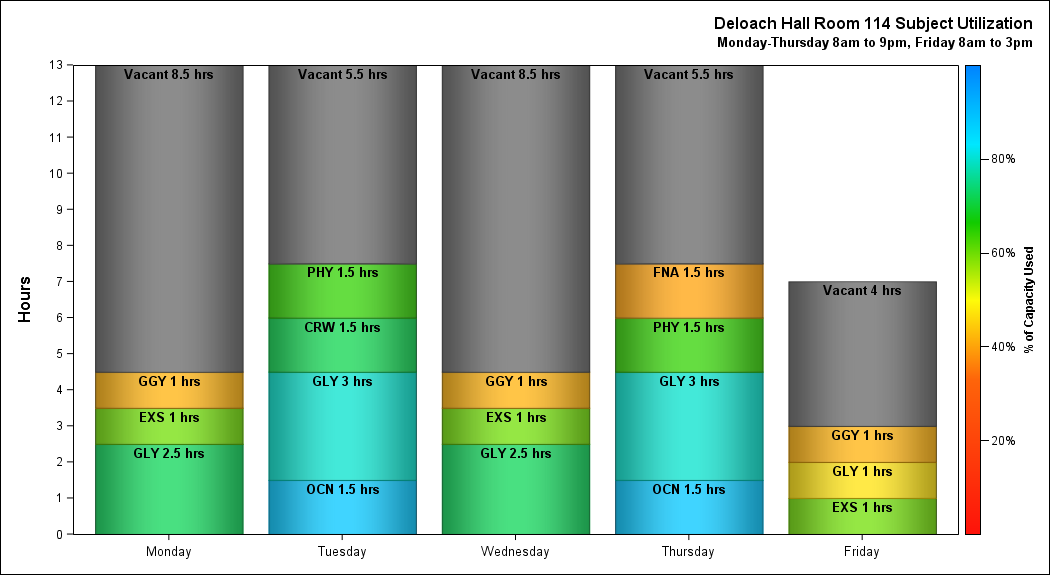 Deloach Hall Room 114 Subject Utilization
Monday-Thursday 8am to 9pm, Friday 8am to 3pm
Hours
13
12
11
10
9
8
7
6
5
4
3
2
1
0
Vacant 8.5 hrs
GGY 1 hrs
EXS 1 hrs
GLY 2.5 hrs
Monday
Vacant 5.5 hrs
PHY 1.5 hrs
CRW 1.5 hrs
GLY 3 hrs
OCN 1.5 hrs
Tuesday
Vacant 8.5 hrs
GGY 1 hrs
EXS 1 hrs
GLY 2.5 hrs
Wednesday
Vacant 5.5 hrs
FNA 1.5 hrs
PHY 1.5 hrs
GLY 3 hrs
OCN 1.5 hrs
Thursday
Vacant 4 hrs
GGY 1 hrs
GLY 1 hrs
EXS 1 hrs
Friday
80%
60%
40%
20%
% of Capacity Used